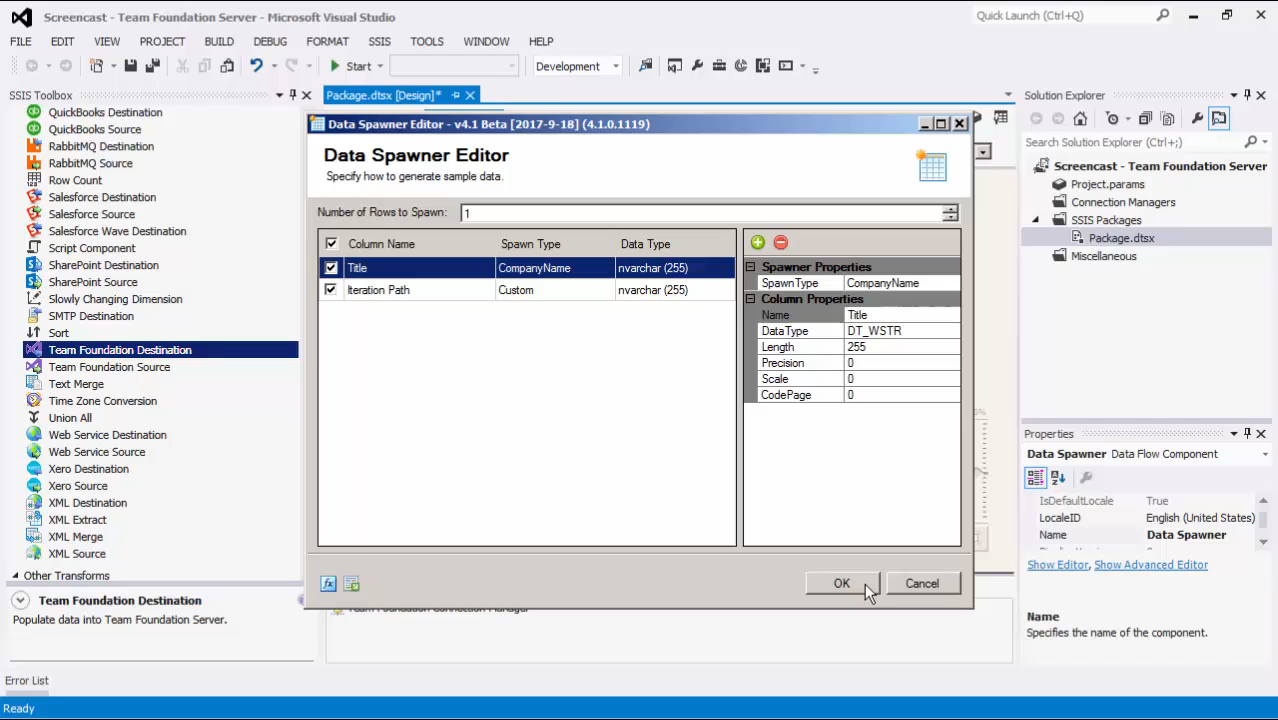 Screencast - Team Foundation Server - Microsoft Visual Studio
Quick Launch (Ctrl+Q)
FILE EDIT VIEW PROJECT BUILD DEBUG FORMAT SSIS TOOLS WINDOW HELP
Start Development
SSIS Toolbox
QuickBooks Destination
QuickBooks Source
RabbitMQ Destination
RabbitMQ Source
Row Count
Salesforce Destination
Salesforce Source
Salesforce Wave Destination
Script Component
SharePoint Destination
SharePoint Source
Slowly Changing Dimension
SMTP Destination
Sort
Team Foundation Destination
Team Foundation Source
Text Merge
Time Zone Conversion
Union All
Web Service Destination
Web Service Source
Xero Destination
Xero Source
XML Destination
XML Extract
XML Merge
XML Source
Other Transforms
Team Foundation Destination
Populate data into Team Foundation Server.
Package.dtsx [Design]*
Data Spawner Editor - v4.1 Beta [2017-9-18] (4.1.0.1119)
Data Spawner Editor
Specify how to generate sample data.
Number of Rows to Spawn: 1
Column Name Spawn Type Data Type
Title CompanyName nvarchar (255)
Iteration Path Custom nvarchar (255)
Spawner Properties
SpawnType CompanyName
Column Properties
Name Title
DataType DT_WSTR
Length 255
Precision 0
Scale 0
CodePage 0
fx
OK Cancel
Team Foundation Connection Manager
Solution Explorer
Search Solution Explorer (Ctrl+;)
Screencast - Team Foundation Server
Project.params
Connection Managers
SSIS Packages
Package.dtsx
Miscellaneous
Properties
Data Spawner Data Flow Component
IsDefaultLocale True
LocaleID English (United States)
Name Data Spawner
Show Editor, Show Advanced Editor
Name
Specifies the name of the component.
Error List
Ready